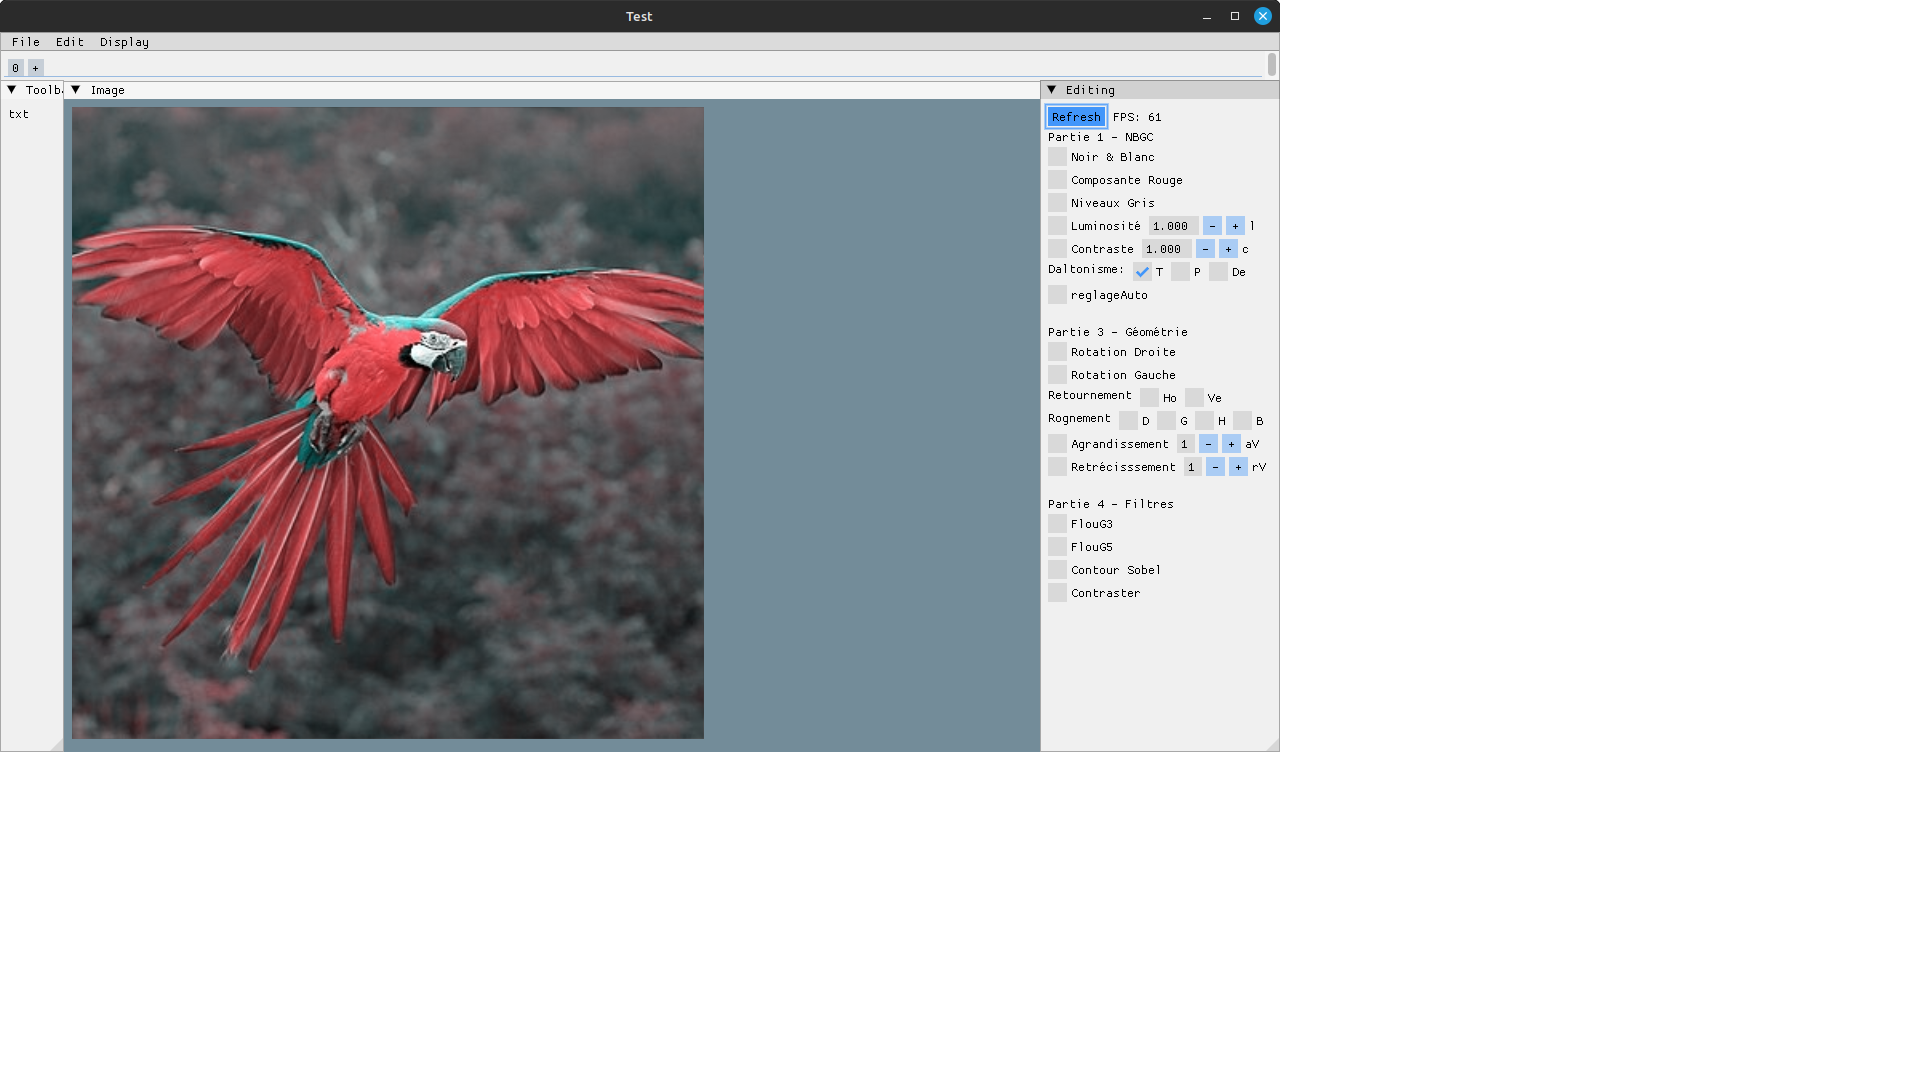 Test
File Edit Display
0 +
Toolba
Image
Editing
txt
Refresh FPS: 61
Partie 1 - NBGC
Noir & Blanc
Composante Rouge
Niveaux Gris
Luminosité 1.000 - + l
Contraste 1.000 - + c
Daltonisme: T P De
reglageAuto
Partie 3 - Géométrie
Rotation Droite
Rotation Gauche
Retournement Ho Ve
Rognement D G H B
Agrandissement 1 - + aV
Retrécisssement 1 - + rV
Partie 4 - Filtres
FlouG3
FlouG5
Contour Sobel
Contraster